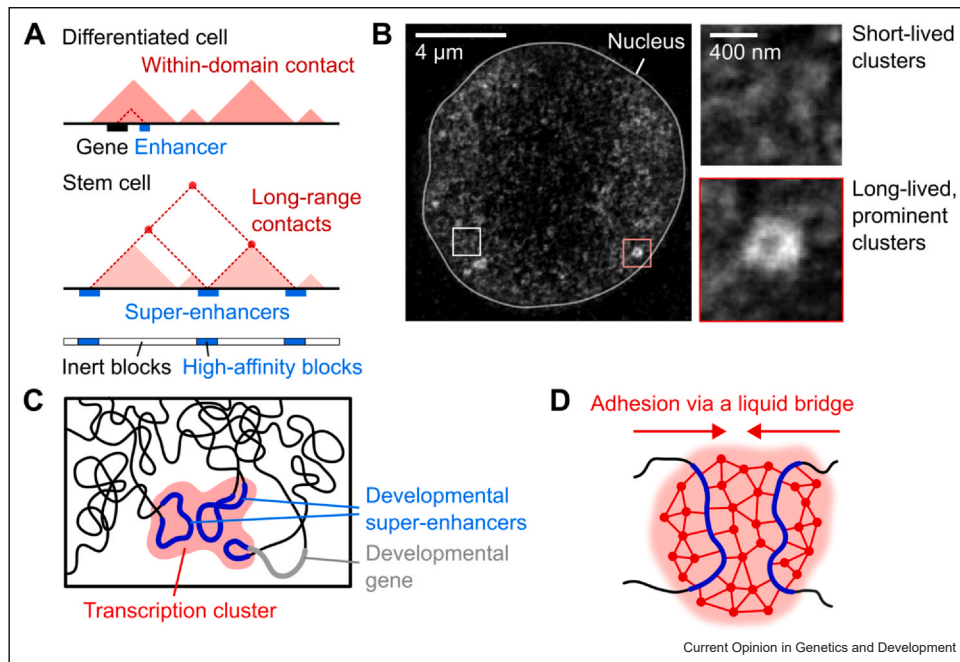 A
Differentiated cell
Within-domain contact
Gene Enhancer
Stem cell
Long-range
contacts
Super-enhancers
Inert blocks High-affinity blocks
B
4 μm
Nucleus
400 nm
Short-lived
clusters
Long-lived,
prominent
clusters
C
Developmental
super-enhancers
Developmental
gene
Transcription cluster
D
Adhesion via a liquid bridge
Current Opinion in Genetics and Development